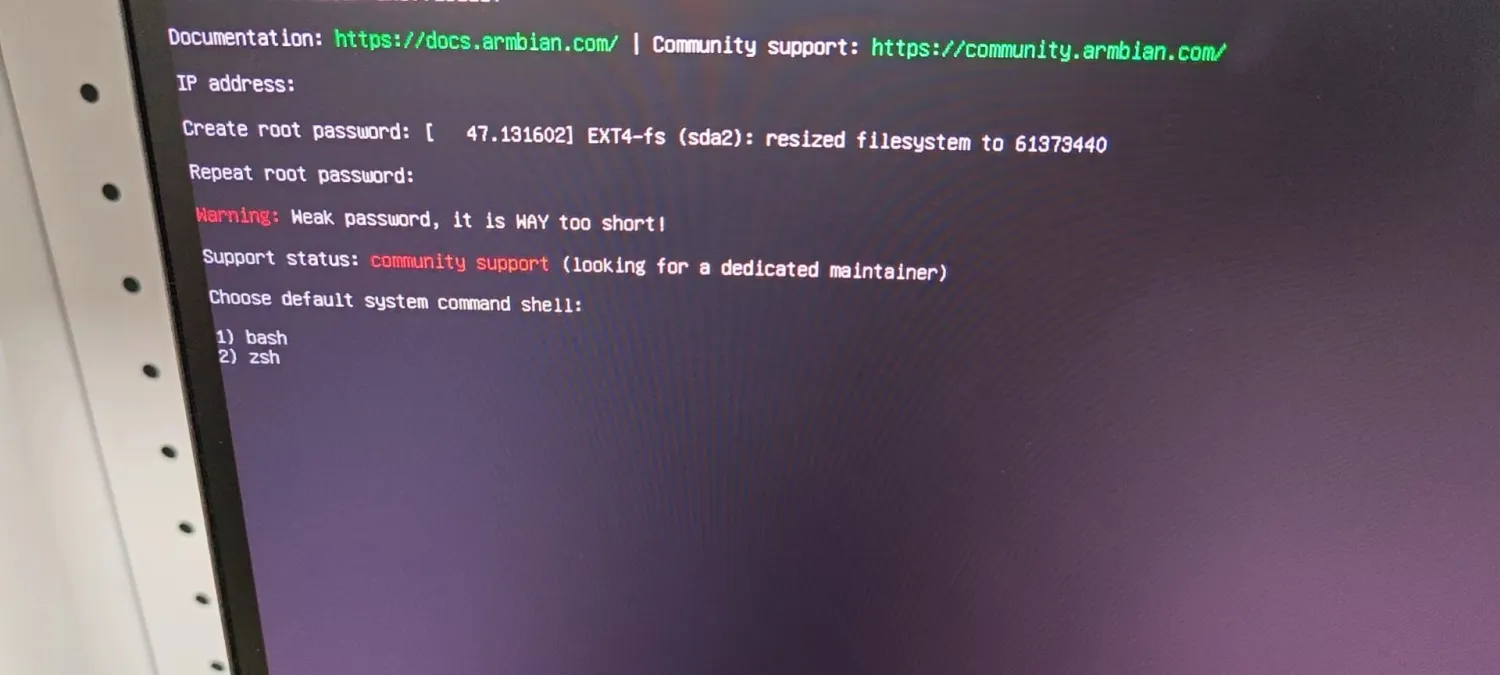 Documentation: https://docs.armbian.com/ | Community support: https://community.armbian.com/
IP address:
Create root password: [   47.131602] EXT4-fs (sda2): resized filesystem to 61373440
Repeat root password:
Warning: Weak password, it is WAY too short!
Support status: community support (looking for a dedicated maintainer)
Choose default system command shell:
1) bash
2) zsh